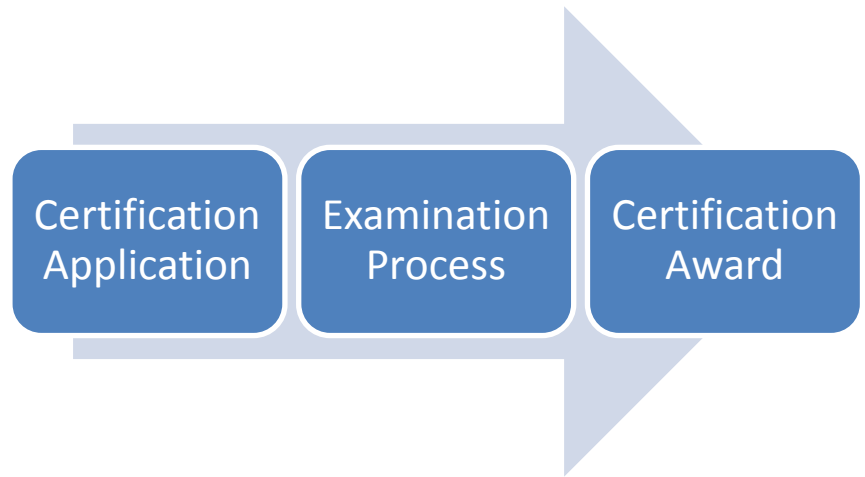 Certification
Application
Examination
Process
Certification
Award